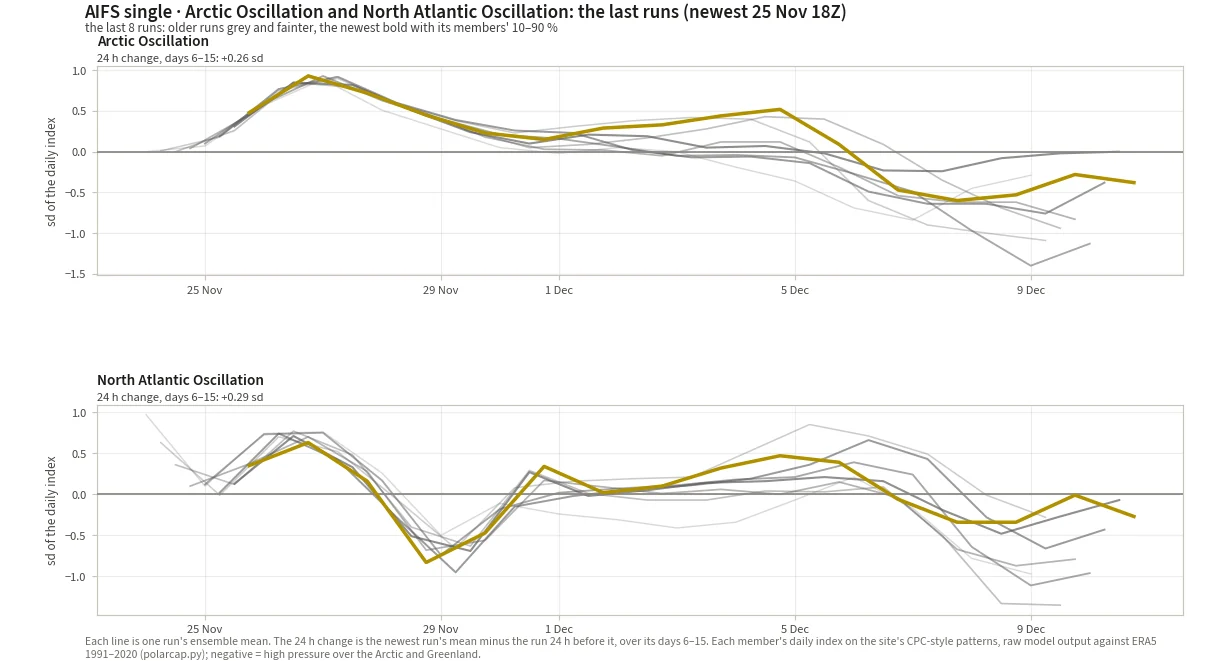 AIFS single · Arctic Oscillation and North Atlantic Oscillation: the last runs (newest 25 Nov 18Z)
the last 8 runs: older runs grey and fainter, the newest bold with its members' 10–90 %
Arctic Oscillation
24 h change, days 6–15: +0.26 sd
1.0
0.5
0.0
−0.5
−1.0
−1.5
sd of the daily index
25 Nov 29 Nov 1 Dec 5 Dec 9 Dec
North Atlantic Oscillation
24 h change, days 6–15: +0.29 sd
1.0
0.5
0.0
−0.5
−1.0
sd of the daily index
25 Nov 29 Nov 1 Dec 5 Dec 9 Dec
Each line is one run's ensemble mean. The 24 h change is the newest run's mean minus the run 24 h before it, over its days 6–15. Each member's daily index on the site's CPC-style patterns, raw model output against ERA5
1991–2020 (polarcap.py); negative = high pressure over the Arctic and Greenland.